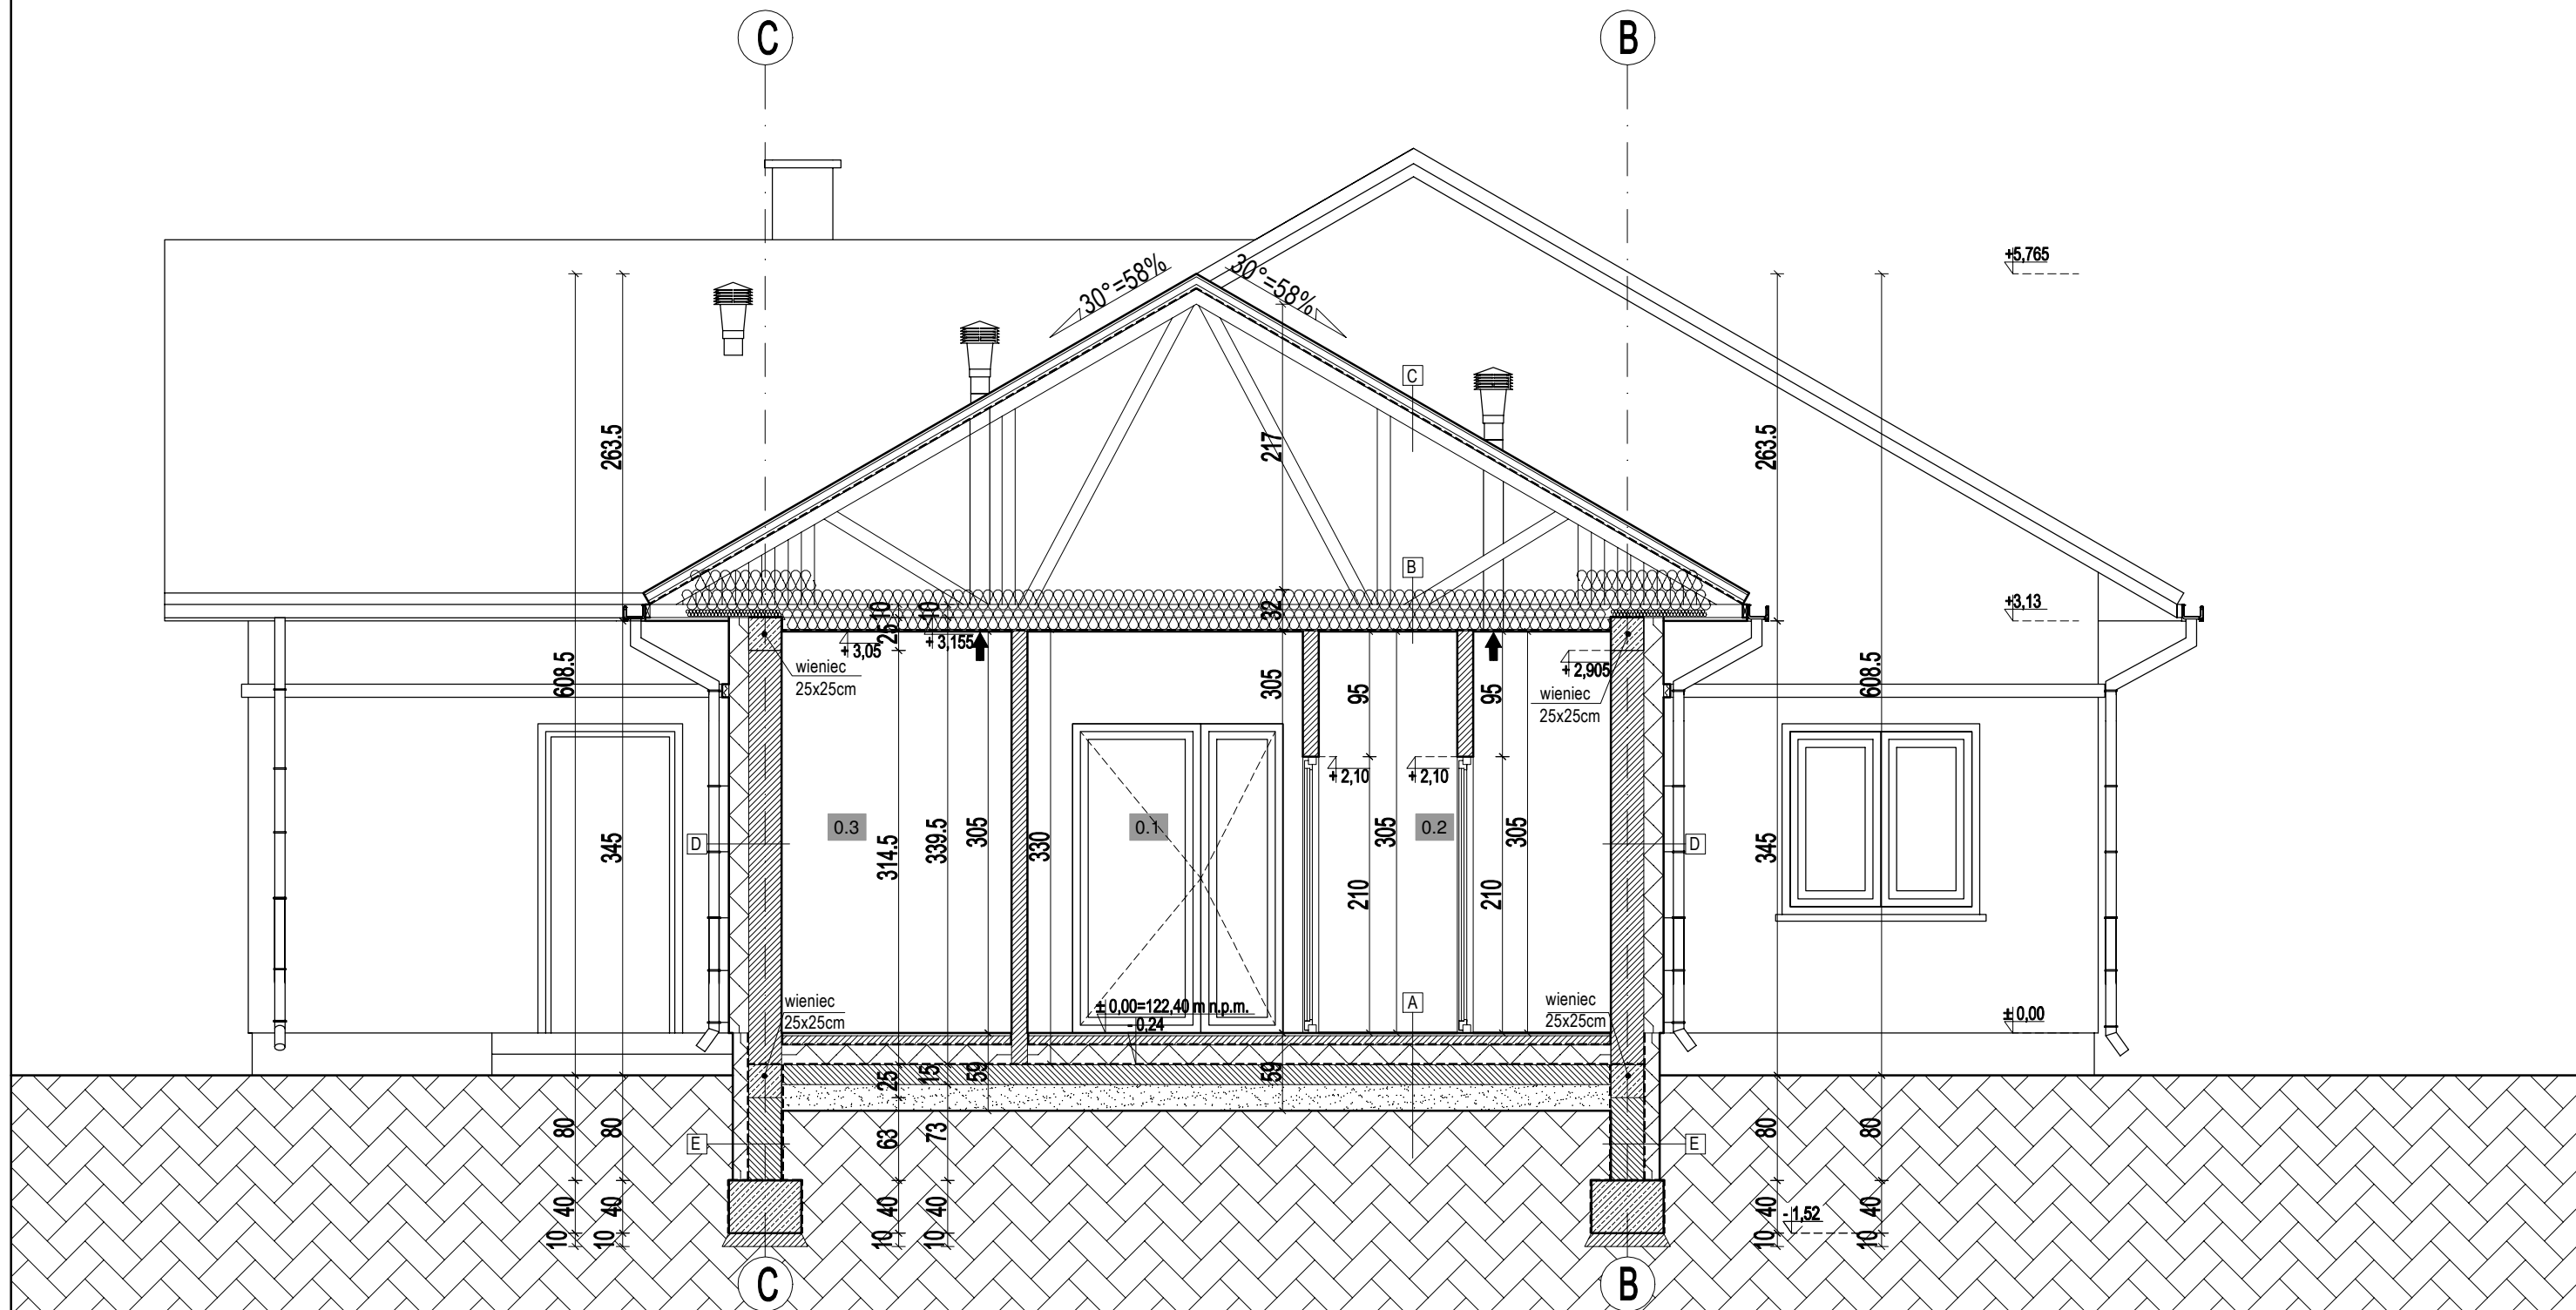 C
B
+5,765
30°=58%
30°=58%
C
263.5
217
263.5
B
+3,13
10
10
32
25
+ 3,05
+ 3,155
+ 2,905
wieniec
25x25cm
wieniec
25x25cm
608.5
305
95
95
608.5
+ 2,10
+ 2,10
0.3
0.1
0.2
345
D
314.5
339.5
305
330
305
305
345
D
210
210
wieniec
25x25cm
± 0,00=122,40 m n.p.m.
- 0,24
A
wieniec
25x25cm
± 0,00
25
15
59
59
80
80
E
63
73
E
80
80
40
40
40
40
40
40
- 1,52
10
10
10
10
10
10
C
B